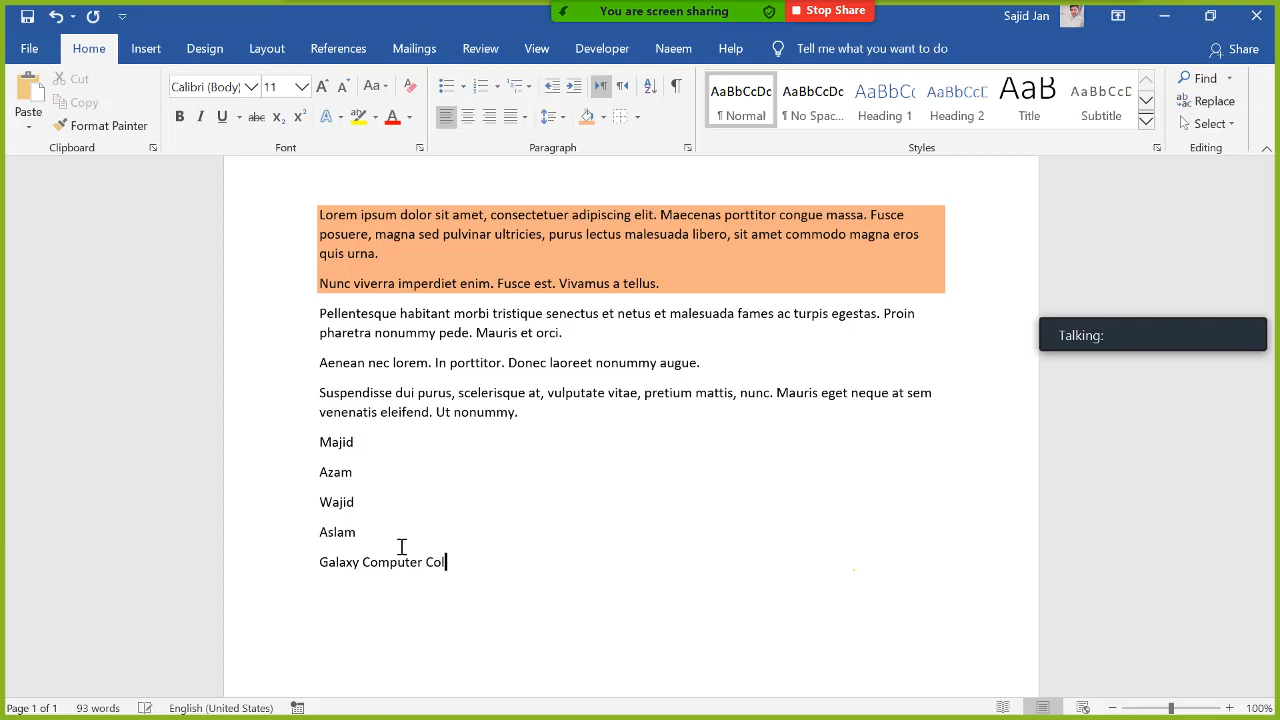 You are screen sharing
Stop Share
Sajid Jan
File Home Insert Design Layout References Mailings Review View Developer Naeem Help Tell me what you want to do Share
Paste
Cut
Copy
Format Painter
Clipboard
Calibri (Body) 11
Font
Paragraph
AaBbCcDc ¶ Normal
AaBbCcDc ¶ No Spac...
AaBbCc Heading 1
AaBbCcC Heading 2
AaB Title
AaBbCcD Subtitle
Styles
Find
Replace
Select
Editing
Lorem ipsum dolor sit amet, consectetuer adipiscing elit. Maecenas porttitor congue massa. Fusce
posuere, magna sed pulvinar ultricies, purus lectus malesuada libero, sit amet commodo magna eros
quis urna.
Nunc viverra imperdiet enim. Fusce est. Vivamus a tellus.
Pellentesque habitant morbi tristique senectus et netus et malesuada fames ac turpis egestas. Proin
pharetra nonummy pede. Mauris et orci.
Aenean nec lorem. In porttitor. Donec laoreet nonummy augue.
Suspendisse dui purus, scelerisque at, vulputate vitae, pretium mattis, nunc. Mauris eget neque at sem
venenatis eleifend. Ut nonummy.
Majid
Azam
Wajid
Aslam
Galaxy Computer Col
Talking:
Page 1 of 1 93 words English (United States) 100%